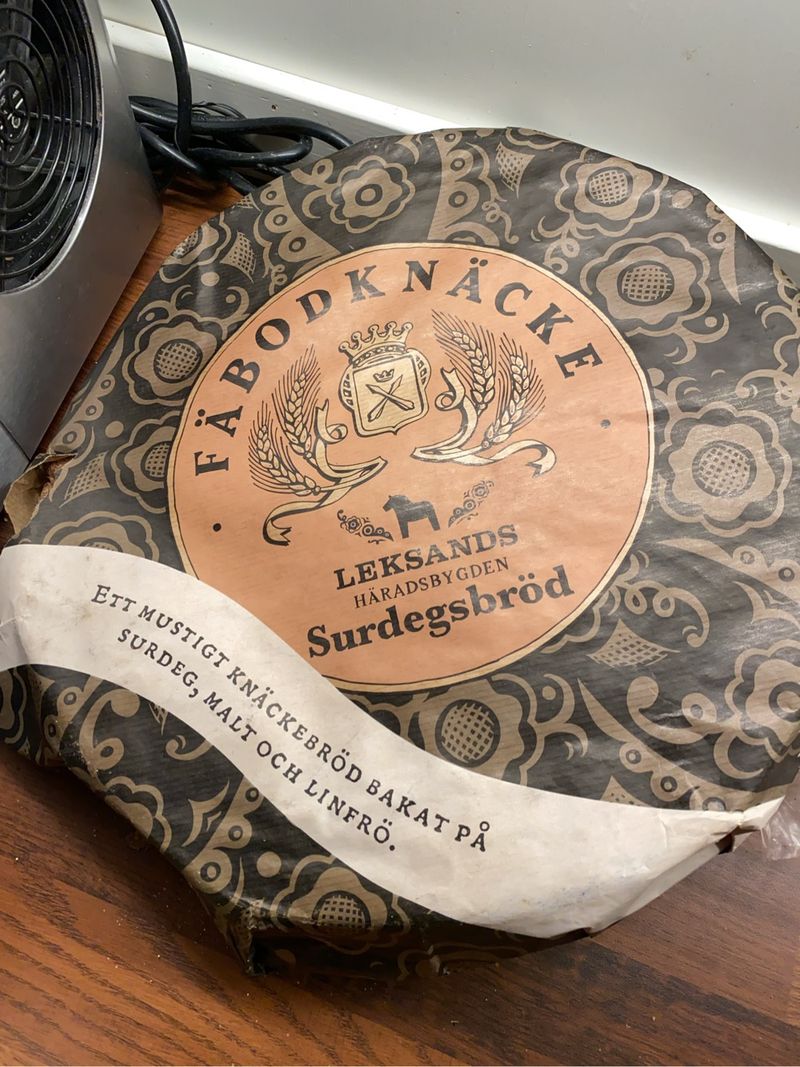 FÄBODKNÄCKE
LEKSANDS
HÄRADSBYGDEN
Surdegsbröd
ETT MUSTIGT KNÄCKEBRÖD BAKAT PÅ
SURDEG, MALT OCH LINFRÖ.